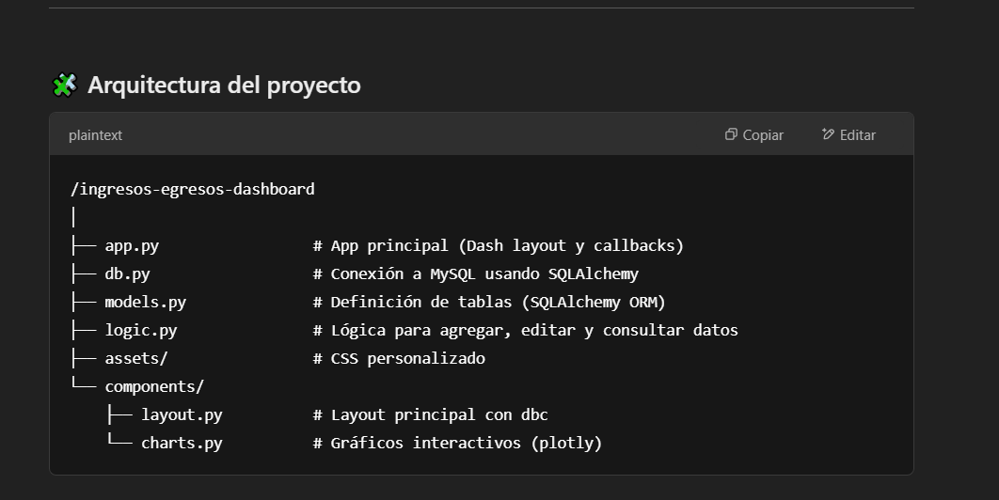 🧩 Arquitectura del proyecto
plaintext Copiar Editar
/ingresos-egresos-dashboard
│
├── app.py # App principal (Dash layout y callbacks)
├── db.py # Conexión a MySQL usando SQLAlchemy
├── models.py # Definición de tablas (SQLAlchemy ORM)
├── logic.py # Lógica para agregar, editar y consultar datos
├── assets/ # CSS personalizado
└── components/
    ├── layout.py # Layout principal con dbc
    └── charts.py # Gráficos interactivos (plotly)